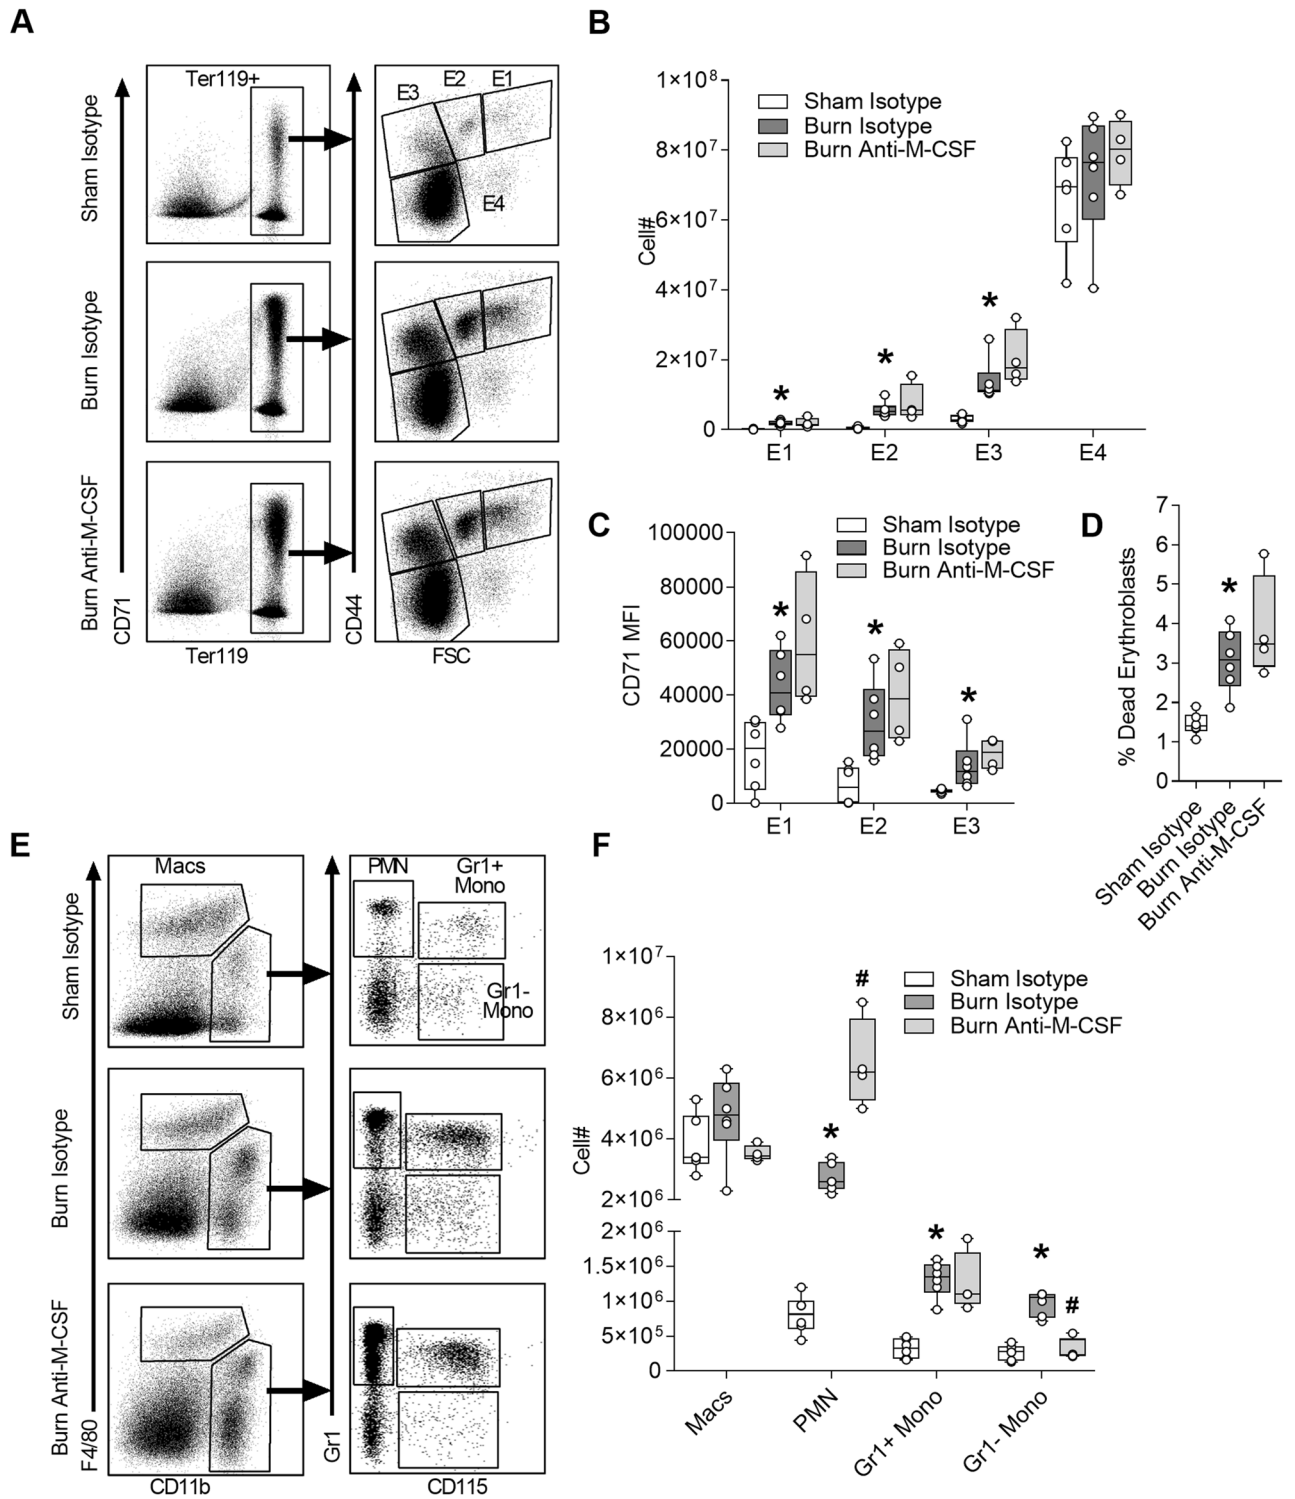 A
Ter119+
E3
E2
E1
E4
Sham Isotype
Burn Isotype
Burn Anti-M-CSF
CD71
CD44
Ter119
FSC
B
1×10⁸
8×10⁷
6×10⁷
4×10⁷
2×10⁷
0
Cell#
Sham Isotype
Burn Isotype
Burn Anti-M-CSF
*
*
*
E1
E2
E3
E4
C
100000
80000
60000
40000
20000
0
CD71 MFI
Sham Isotype
Burn Isotype
Burn Anti-M-CSF
*
*
*
E1
E2
E3
D
7
6
5
4
3
2
1
0
% Dead Erythroblasts
*
Sham Isotype
Burn Isotype
Burn Anti-M-CSF
E
Macs
PMN
Gr1+
Mono
Gr1-
Mono
Sham Isotype
Burn Isotype
Burn Anti-M-CSF
F4/80
Gr1
CD11b
CD115
F
1×10⁷
8×10⁶
6×10⁶
4×10⁶
2×10⁶
2×10⁶
1.5×10⁶
1×10⁶
5×10⁵
0
Cell#
Sham Isotype
Burn Isotype
Burn Anti-M-CSF
*
#
*
*
#
Macs
PMN
Gr1+ Mono
Gr1- Mono